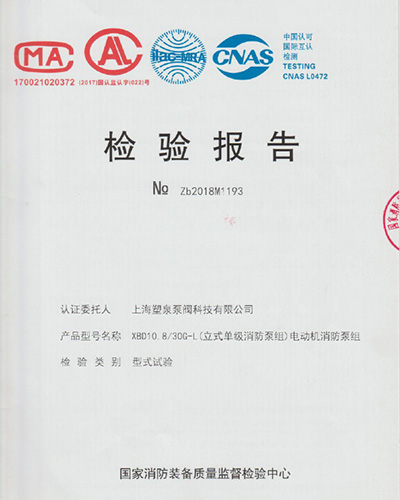 MA
170021020372
AL
(2017)国认监认字(022)号
ilac-MRA
CNAS
中国认可
国际互认
检测
TESTING
CNAS L0472
检验报告
№ Zb2018M1193
认证委托人 上海塑泉泵阀科技有限公司
产品型号名称 XBD10.8/30G-L(立式单级消防泵组)电动机消防泵组
检验类别 型式试验
国家消防装备质量监督检验中心